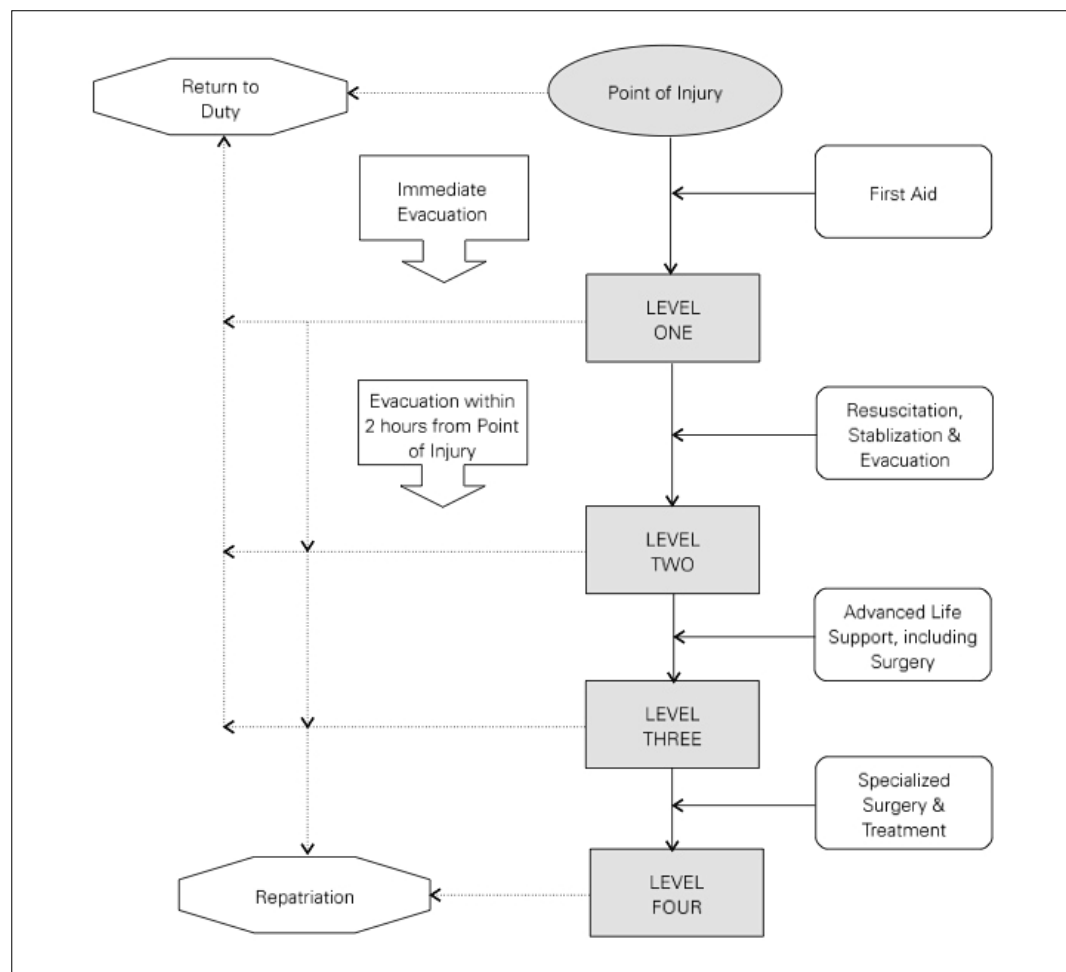 Return to
Duty
Point of Injury
Immediate
Evacuation
First Aid
LEVEL
ONE
Evacuation within
2 hours from Point
of Injury
Resuscitation,
Stablization &
Evacuation
LEVEL
TWO
Advanced Life
Support, including
Surgery
LEVEL
THREE
Specialized
Surgery &
Treatment
Repatriation
LEVEL
FOUR